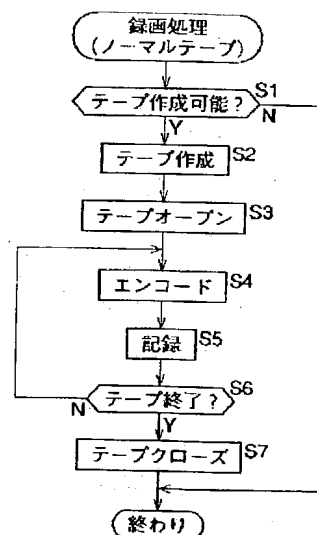 録画処理
(ノーマルテープ)
テープ作成可能？
S1
N
Y
テープ作成
S2
テープオープン
S3
エンコード
S4
記録
S5
テープ終了？
S6
N
Y
テープクローズ
S7
終わり